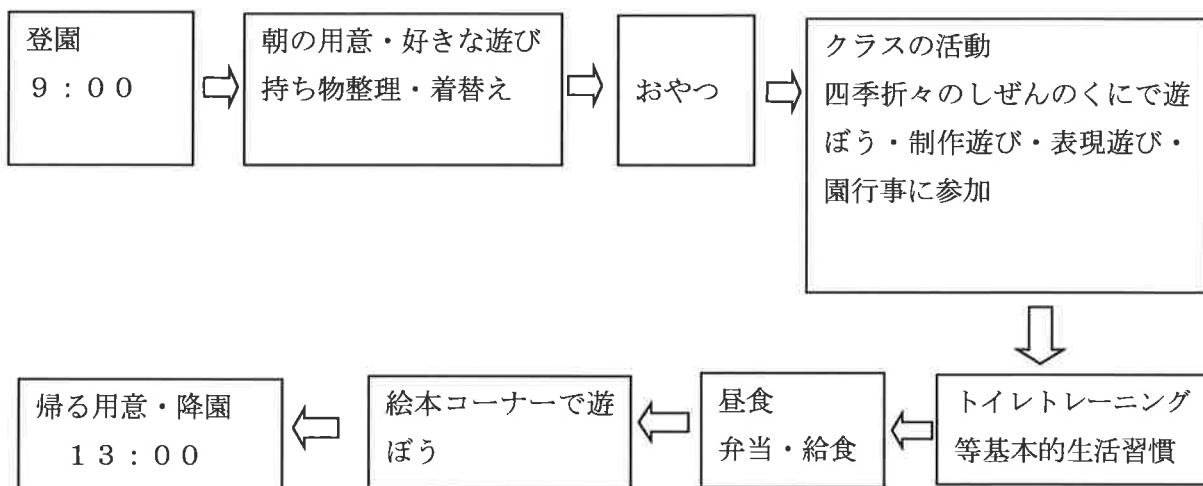 登園
９：００
朝の用意・好きな遊び
持ち物整理・着替え
おやつ
クラスの活動
四季折々のしぜんのくにで遊
ぼう・制作遊び・表現遊び・
園行事に参加
トイレトレーニング
等基本的生活習慣
昼食
弁当・給食
絵本コーナーで遊
ぼう
帰る用意・降園
１３：００